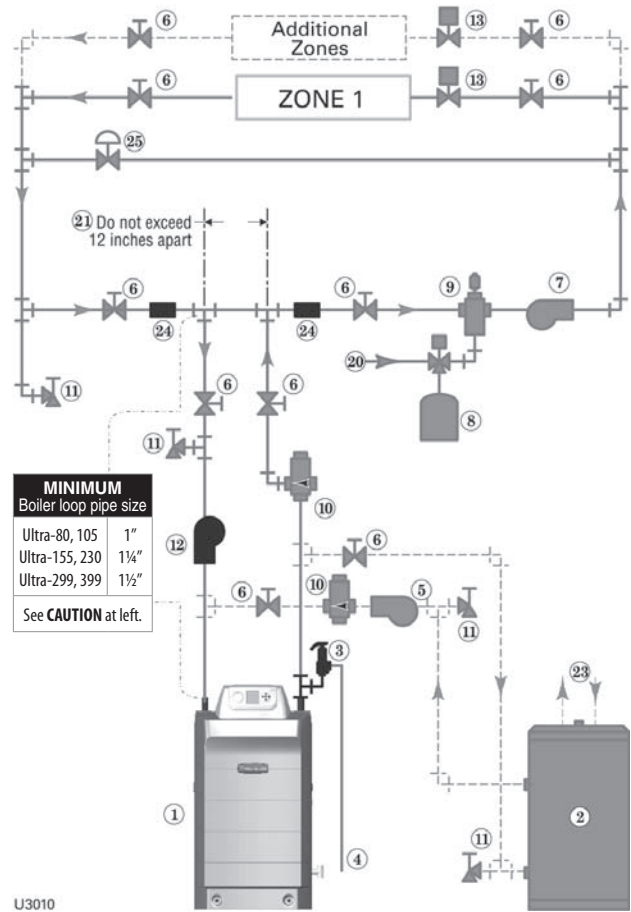 6
13
6
Additional
Zones
6
13
6
ZONE 1
25
21 Do not exceed
12 inches apart
6
24
24
6
9
7
20
8
11
6
6
11
10
MINIMUM
Boiler loop pipe size
Ultra-80, 105 1"
Ultra-155, 230 1¼"
Ultra-299, 399 1½"
See CAUTION at left.
12
6
6
10
5
11
3
23
1
2
4
11
U3010